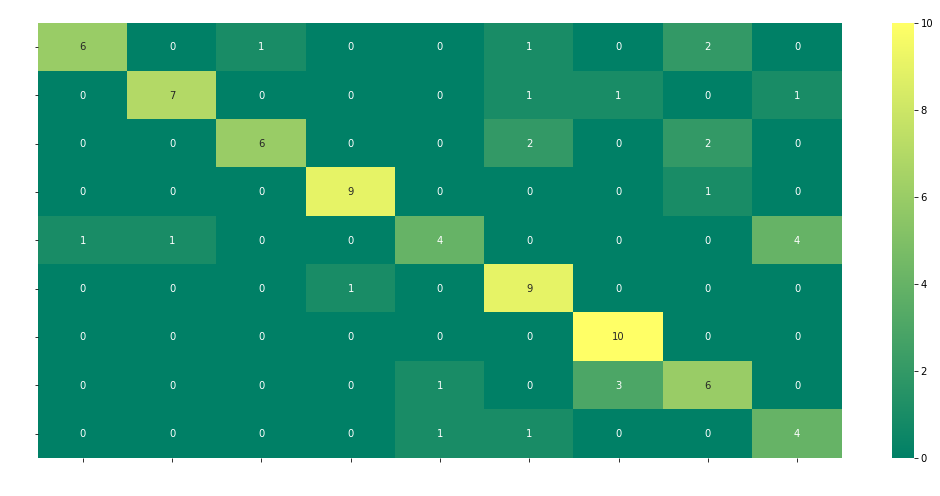 6 0 1 0 0 1 0 2 0
0 7 0 0 0 1 1 0 1
0 0 6 0 0 2 0 2 0
0 0 0 9 0 0 0 1 0
1 1 0 0 4 0 0 0 4
0 0 0 1 0 9 0 0 0
0 0 0 0 0 0 10 0 0
0 0 0 0 1 0 3 6 0
0 0 0 0 1 1 0 0 4
10
8
6
4
2
0